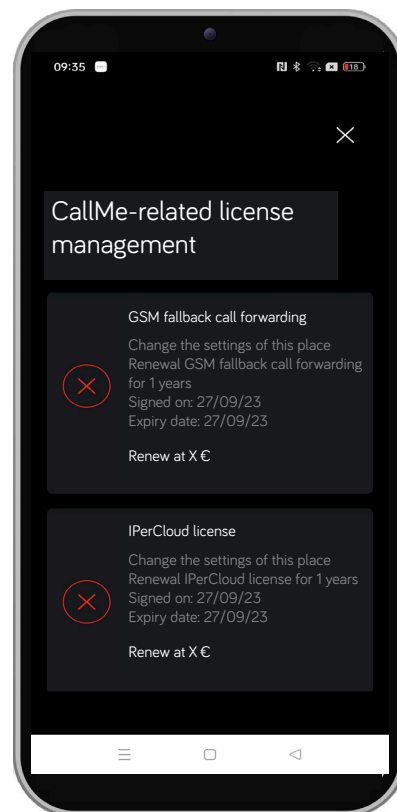 09:35
18
CallMe-related license
management
GSM fallback call forwarding
Change the settings of this place
Renewal GSM fallback call forwarding
for 1 years
Signed on: 27/09/23
Expiry date: 27/09/23
Renew at X €
IPerCloud license
Change the settings of this place
Renewal IPerCloud license for 1 years
Signed on: 27/09/23
Expiry date: 27/09/23
Renew at X €